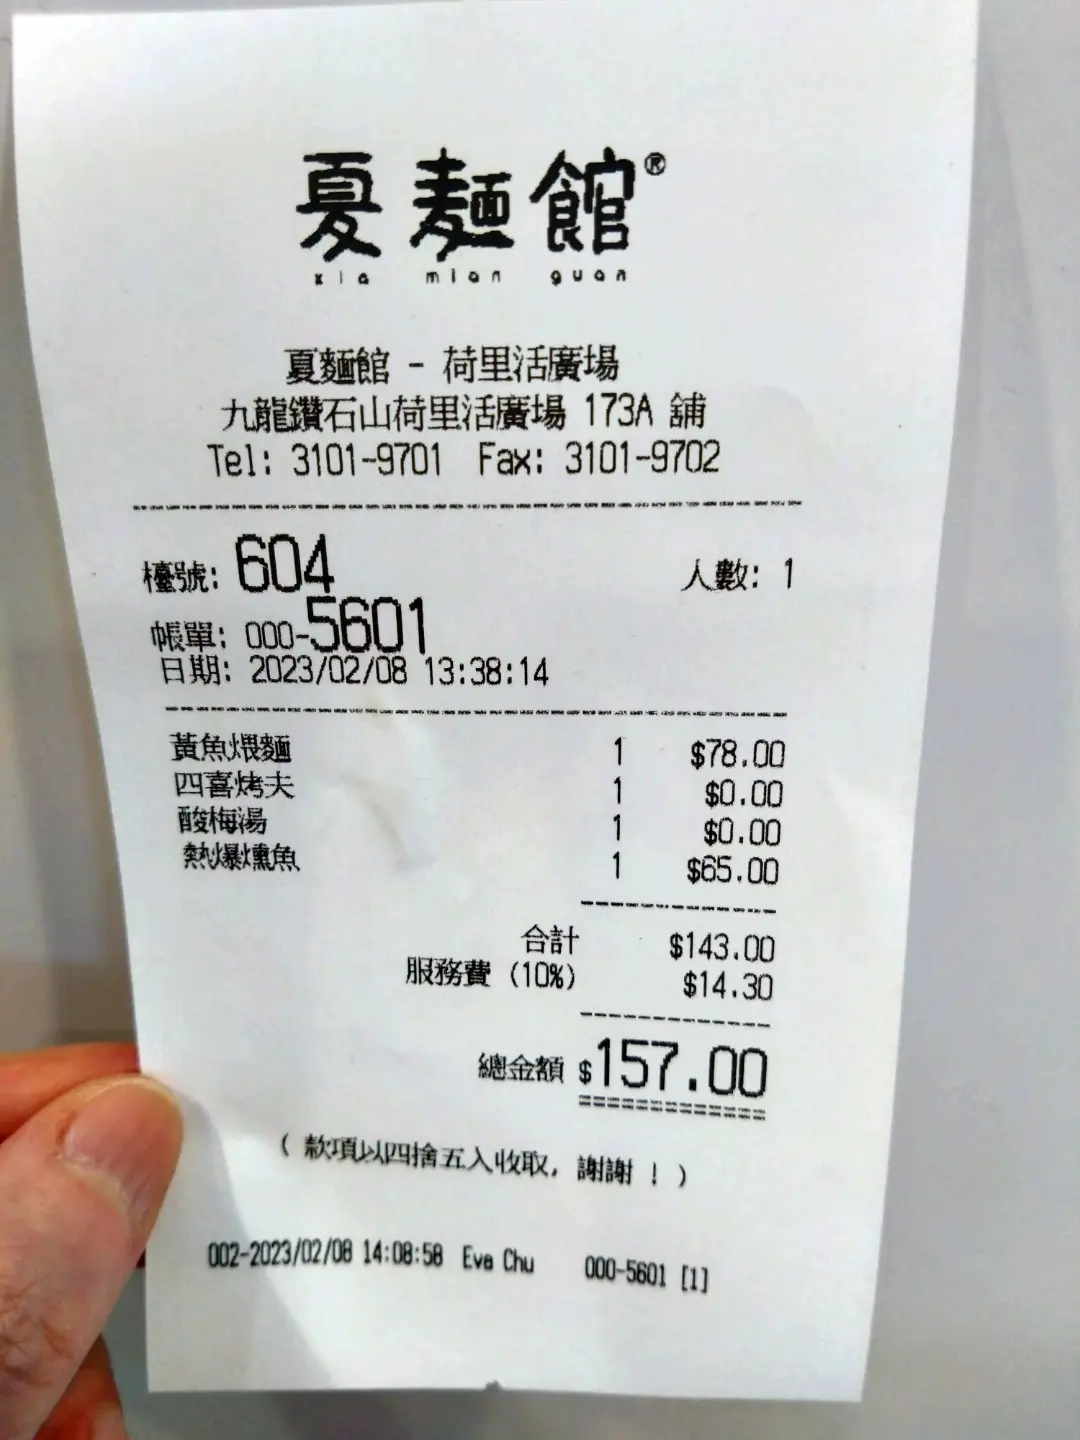 夏麵館®
xia mian guan
夏麵館 - 荷里活廣場
九龍鑽石山荷里活廣場 173A 舖
Tel: 3101-9701 Fax: 3101-9702
檯號: 604 人數: 1
帳單: 000-5601
日期: 2023/02/08 13:38:14
黃魚煨麵 1 $78.00
四喜烤夫 1 $0.00
酸梅湯 1 $0.00
熱爆燻魚 1 $65.00
合計 $143.00
服務費 (10%) $14.30
總金額 $157.00
( 款項以四捨五入收取, 謝謝 ! )
002-2023/02/08 14:08:58 Eva Chu 000-5601 [1]